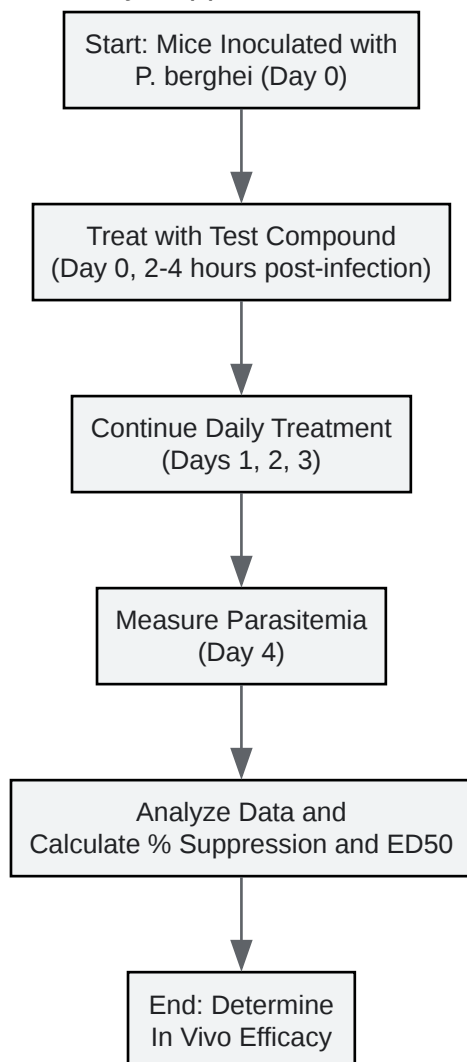 Start: Mice Inoculated with
P. berghei (Day 0)
Treat with Test Compound
(Day 0, 2-4 hours post-infection)
Continue Daily Treatment
(Days 1, 2, 3)
Measure Parasitemia
(Day 4)
Analyze Data and
Calculate % Suppression and ED50
End: Determine
In Vivo Efficacy